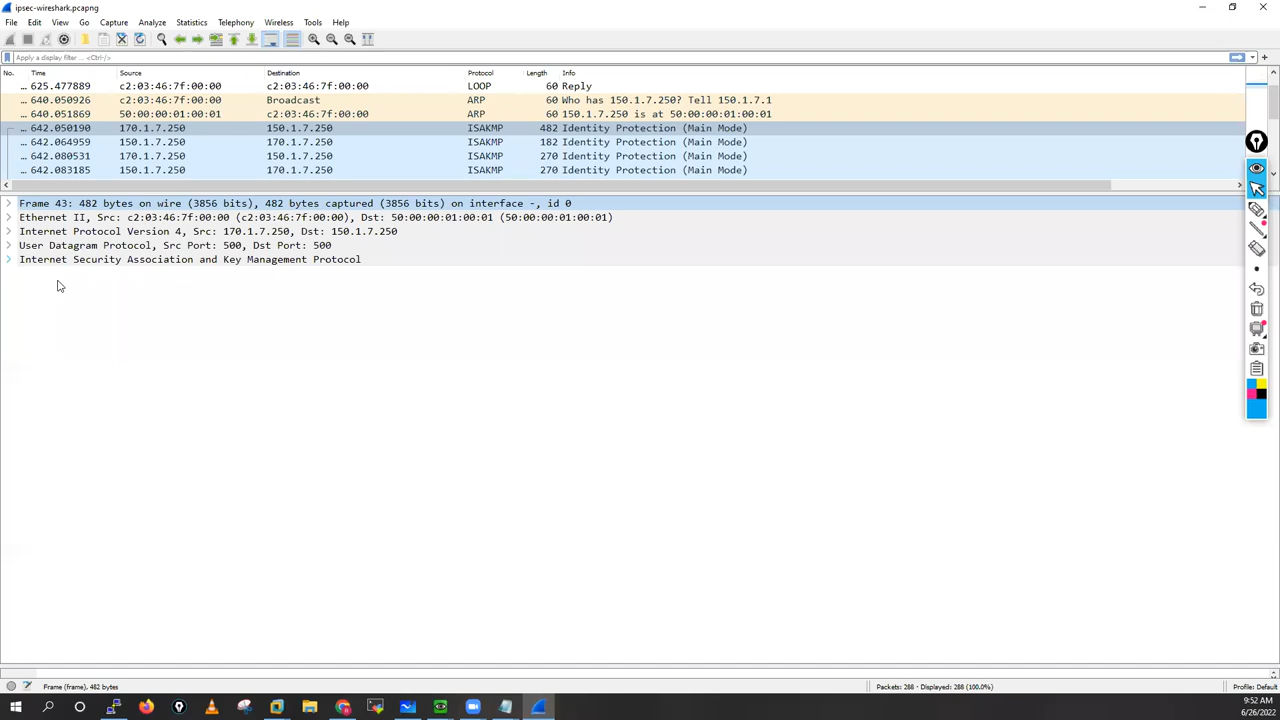 ipsec-wireshark.pcapng
File Edit View Go Capture Analyze Statistics Telephony Wireless Tools Help
Apply a display filter ... <Ctrl-/>
No. Time Source Destination Protocol Length Info
... 625.477889 c2:03:46:7f:00:00 c2:03:46:7f:00:00 LOOP 60 Reply
... 640.050926 c2:03:46:7f:00:00 Broadcast ARP 60 Who has 150.1.7.250? Tell 150.1.7.1
... 640.051869 50:00:00:01:00:01 c2:03:46:7f:00:00 ARP 60 150.1.7.250 is at 50:00:00:01:00:01
... 642.050190 170.1.7.250 150.1.7.250 ISAKMP 482 Identity Protection (Main Mode)
... 642.064959 150.1.7.250 170.1.7.250 ISAKMP 182 Identity Protection (Main Mode)
... 642.080531 170.1.7.250 150.1.7.250 ISAKMP 270 Identity Protection (Main Mode)
... 642.083185 150.1.7.250 170.1.7.250 ISAKMP 270 Identity Protection (Main Mode)
Frame 43: 482 bytes on wire (3856 bits), 482 bytes captured (3856 bits) on interface -, id 0
Ethernet II, Src: c2:03:46:7f:00:00 (c2:03:46:7f:00:00), Dst: 50:00:00:01:00:01 (50:00:00:01:00:01)
Internet Protocol Version 4, Src: 170.1.7.250, Dst: 150.1.7.250
User Datagram Protocol, Src Port: 500, Dst Port: 500
Internet Security Association and Key Management Protocol
Frame (frame), 482 bytes Packets: 288 · Displayed: 288 (100.0%) Profile: Default
9:52 AM
6/26/2022